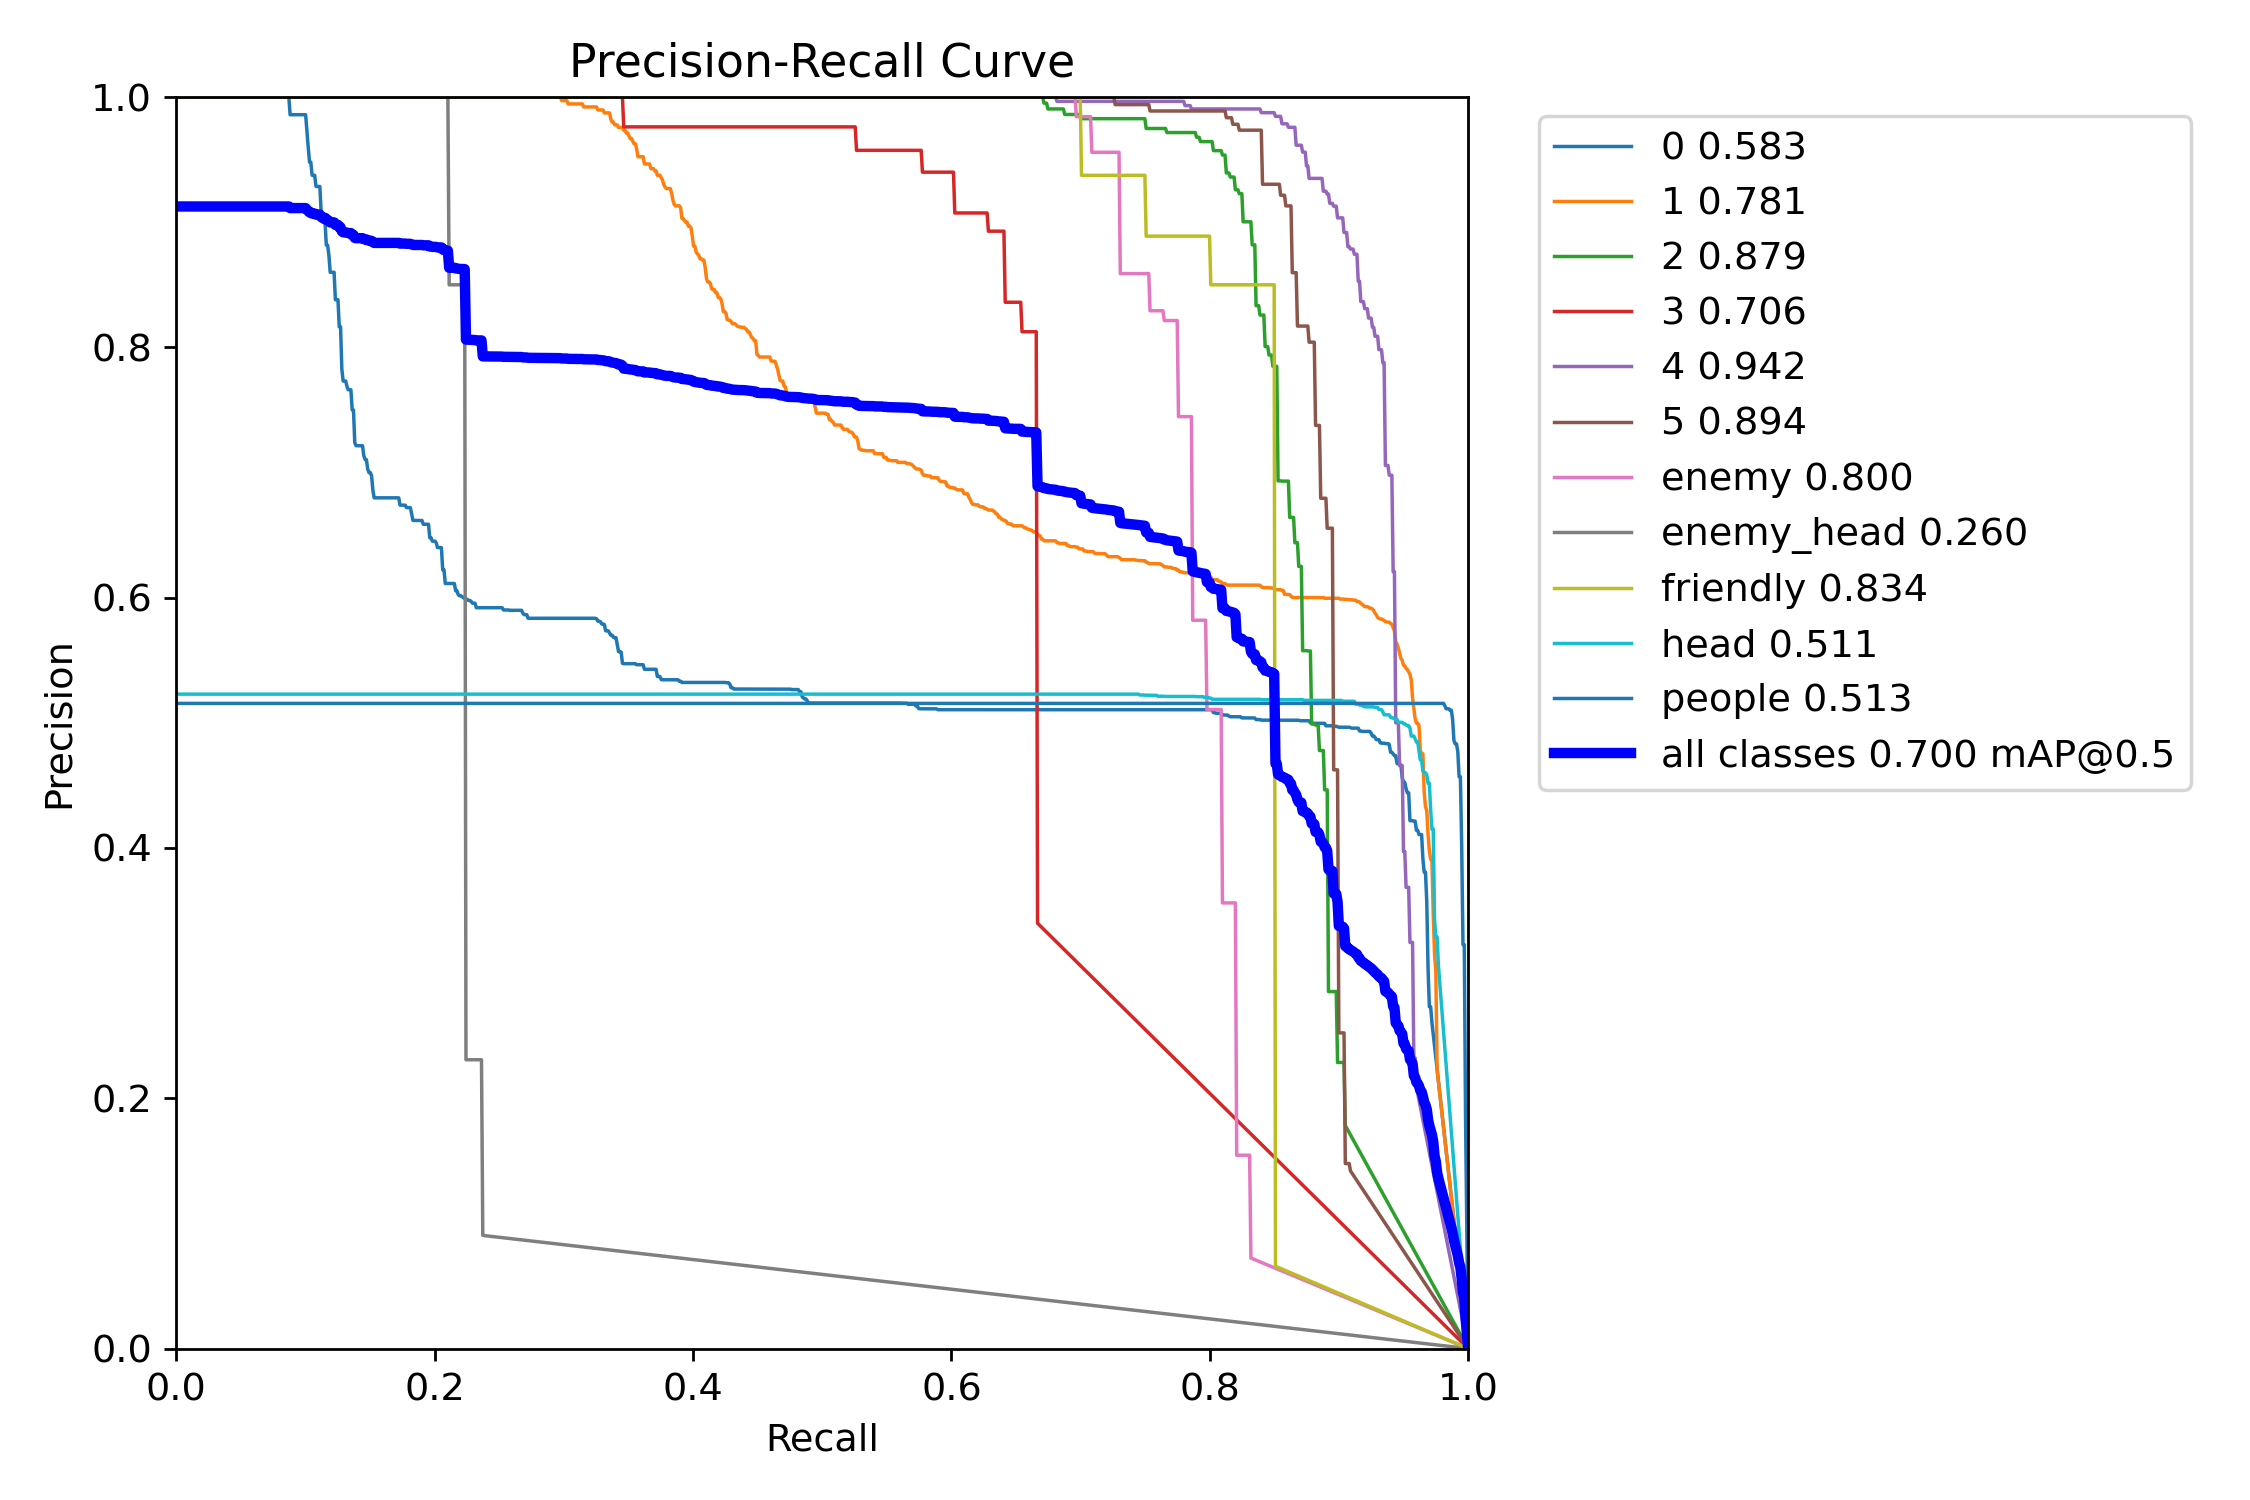 Precision-Recall Curve
1.0
0.8
0.6
0.4
0.2
0.0
Precision
0.0 0.2 0.4 0.6 0.8 1.0
Recall
0 0.583
1 0.781
2 0.879
3 0.706
4 0.942
5 0.894
enemy 0.800
enemy_head 0.260
friendly 0.834
head 0.511
people 0.513
all classes 0.700 mAP@0.5